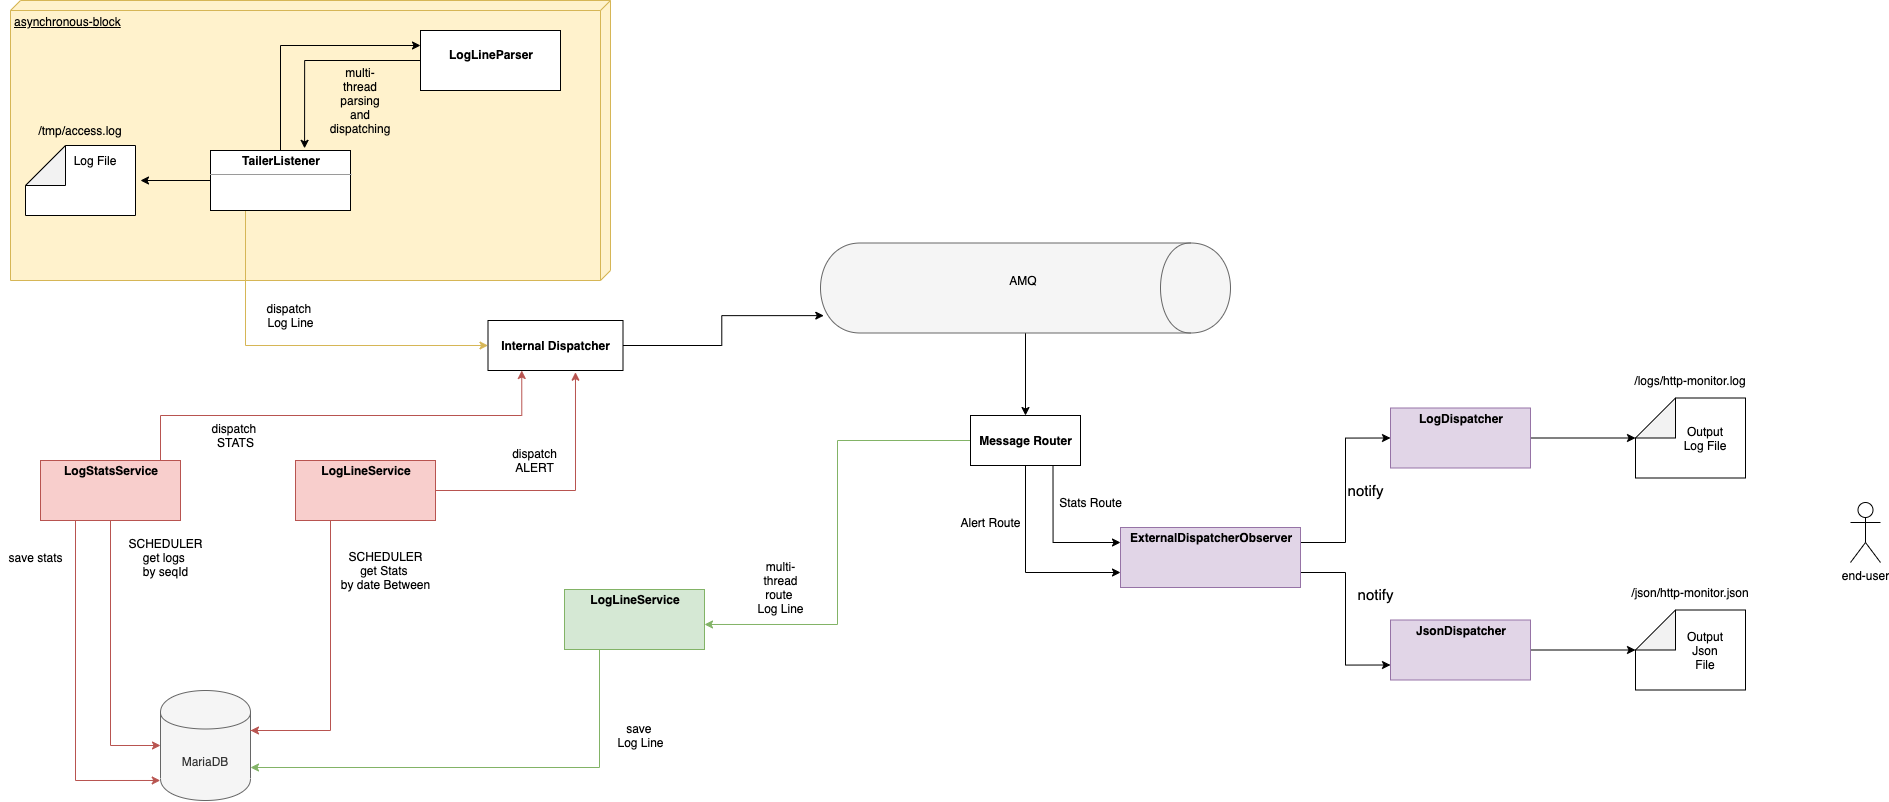 asynchronous-block
LogLineParser
multi-
thread
parsing
and
dispatching
/tmp/access.log
Log File
TailerListener
dispatch
Log Line
Internal Dispatcher
AMQ
dispatch
STATS
dispatch
ALERT
LogStatsService
LogLineService
save stats
SCHEDULER
get logs
by seqId
SCHEDULER
get Stats
by date Between
MariaDB
LogLineService
save
Log Line
multi-
thread
route
Log Line
Message Router
Alert Route
Stats Route
ExternalDispatcherObserver
notify
notify
LogDispatcher
JsonDispatcher
/logs/http-monitor.log
Output
Log File
/json/http-monitor.json
Output
Json
File
end-user